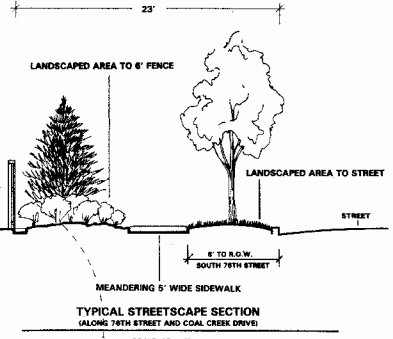 23'
LANDSCAPED AREA TO 6' FENCE
LANDSCAPED AREA TO STREET
STREET
6' TO R.O.W.
SOUTH 76TH STREET
MEANDERING 5' WIDE SIDEWALK
TYPICAL STREETSCAPE SECTION
(ALONG 76TH STREET AND COAL CREEK DRIVE)